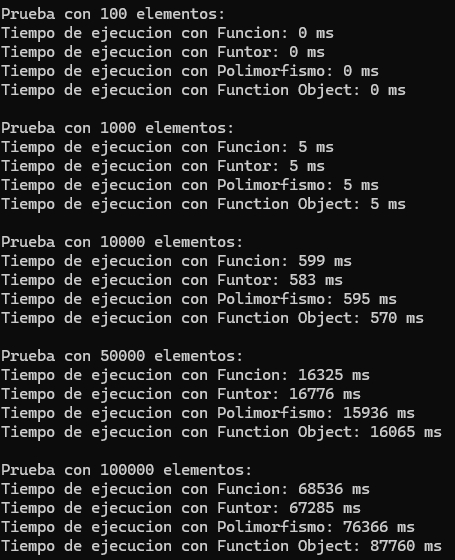 Prueba con 100 elementos:
Tiempo de ejecucion con Funcion: 0 ms
Tiempo de ejecucion con Funtor: 0 ms
Tiempo de ejecucion con Polimorfismo: 0 ms
Tiempo de ejecucion con Function Object: 0 ms

Prueba con 1000 elementos:
Tiempo de ejecucion con Funcion: 5 ms
Tiempo de ejecucion con Funtor: 5 ms
Tiempo de ejecucion con Polimorfismo: 5 ms
Tiempo de ejecucion con Function Object: 5 ms

Prueba con 10000 elementos:
Tiempo de ejecucion con Funcion: 599 ms
Tiempo de ejecucion con Funtor: 583 ms
Tiempo de ejecucion con Polimorfismo: 595 ms
Tiempo de ejecucion con Function Object: 570 ms

Prueba con 50000 elementos:
Tiempo de ejecucion con Funcion: 16325 ms
Tiempo de ejecucion con Funtor: 16776 ms
Tiempo de ejecucion con Polimorfismo: 15936 ms
Tiempo de ejecucion con Function Object: 16065 ms

Prueba con 100000 elementos:
Tiempo de ejecucion con Funcion: 68536 ms
Tiempo de ejecucion con Funtor: 67285 ms
Tiempo de ejecucion con Polimorfismo: 76366 ms
Tiempo de ejecucion con Function Object: 87760 ms